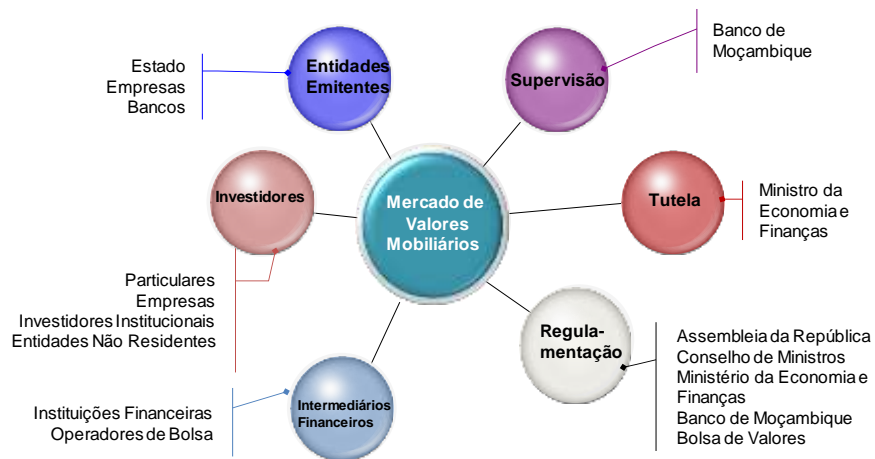 Estado
Empresas
Bancos
Entidades
Emitentes
Supervisão
Banco de
Moçambique
Investidores
Particulares
Empresas
Investidores Institucionais
Entidades Não Residentes
Mercado de
Valores
Mobiliários
Tutela
Ministro da
Economia e
Finanças
Instituições Financeiras
Operadores de Bolsa
Intermediários
Financeiros
Regula-
mentação
Assembleia da República
Conselho de Ministros
Ministério da Economia e
Finanças
Banco de Moçambique
Bolsa de Valores